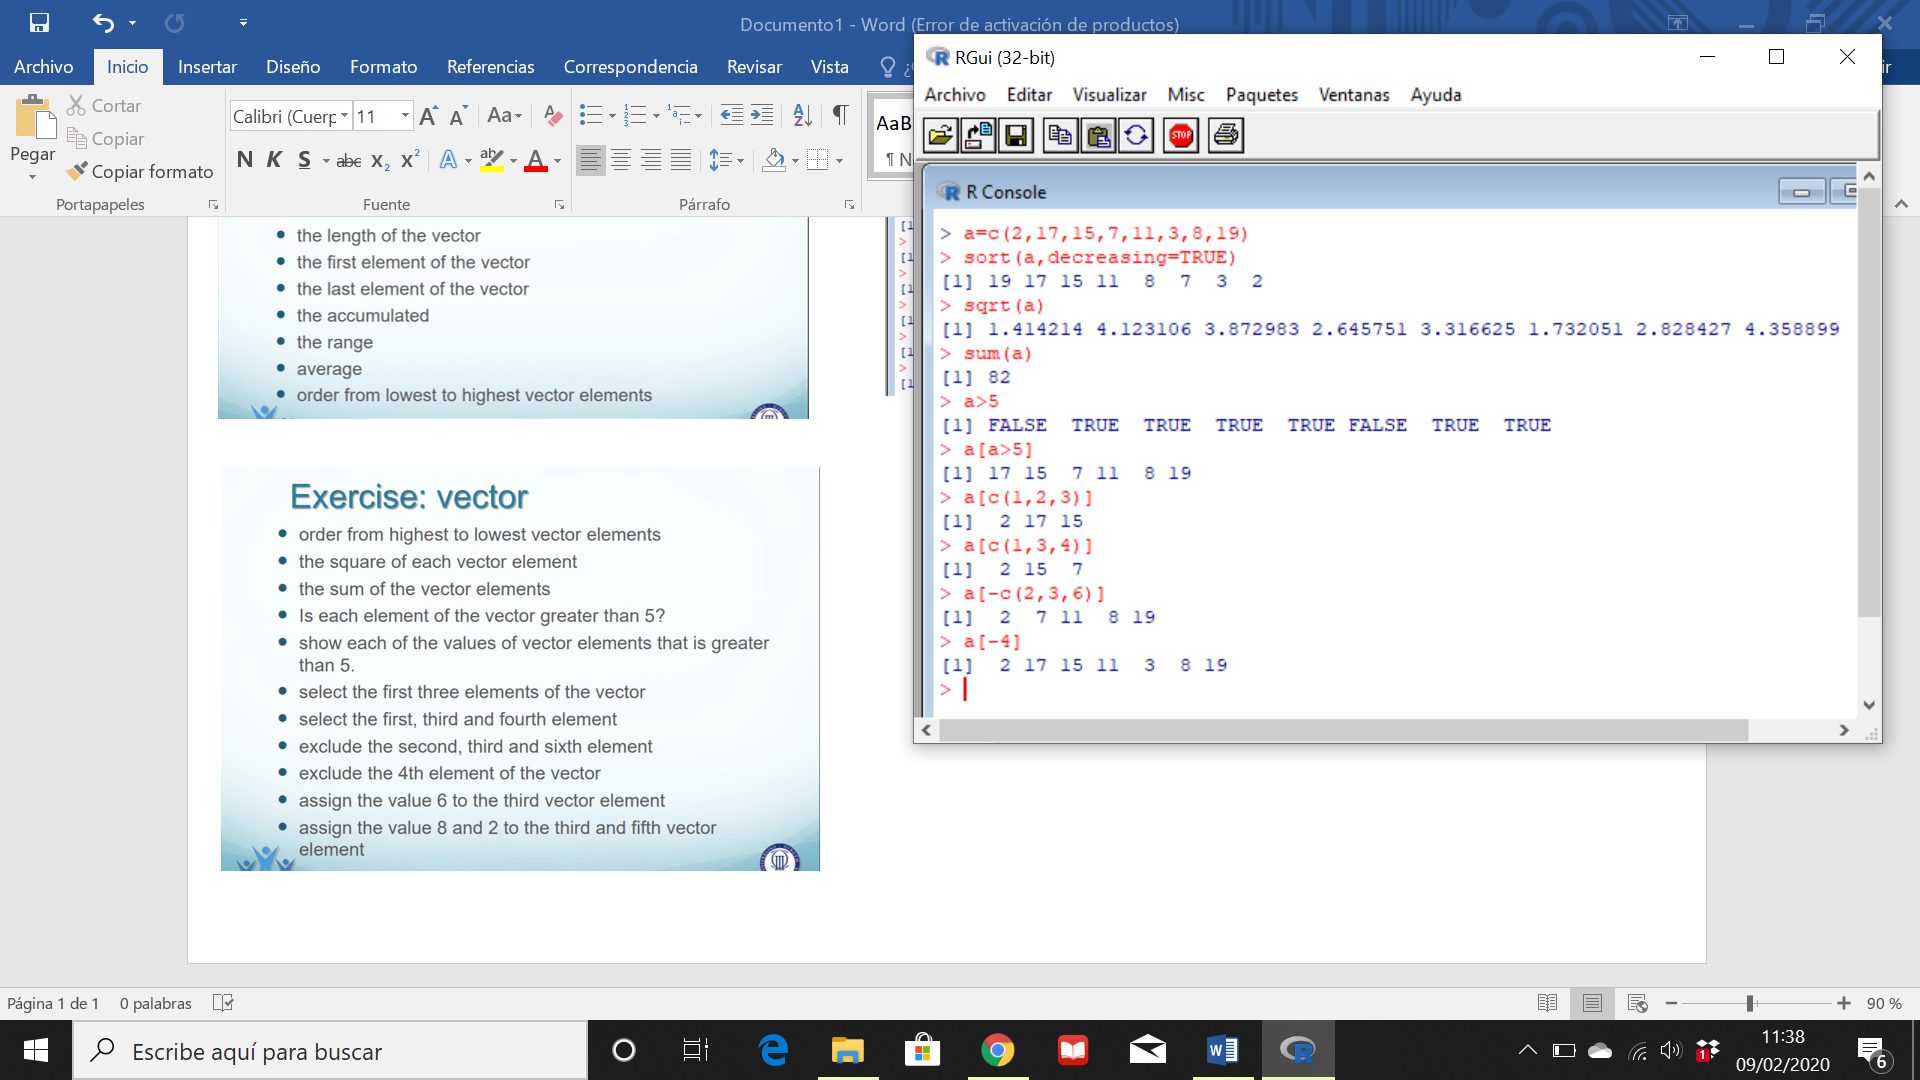 Documento1 - Word (Error de activación de productos)
Archivo Inicio Insertar Diseño Formato Referencias Correspondencia Revisar Vista
Pegar
Cortar
Copiar
Copiar formato
Portapapeles
Calibri (Cuerp 11
Aa
N K S abc X₂ X²
A ab A
Fuente
Párrafo
AaB
¶ N
the length of the vector
the first element of the vector
the last element of the vector
the accumulated
the range
average
order from lowest to highest vector elements
Exercise: vector
order from highest to lowest vector elements
the square of each vector element
the sum of the vector elements
Is each element of the vector greater than 5?
show each of the values of vector elements that is greater
than 5.
select the first three elements of the vector
select the first, third and fourth element
exclude the second, third and sixth element
exclude the 4th element of the vector
assign the value 6 to the third vector element
assign the value 8 and 2 to the third and fifth vector
element
RGui (32-bit)
Archivo Editar Visualizar Misc Paquetes Ventanas Ayuda
STOP
R Console
> a=c(2,17,15,7,11,3,8,19)
> sort(a,decreasing=TRUE)
[1] 19 17 15 11  8  7  3  2
> sqrt(a)
[1] 1.414214 4.123106 3.872983 2.645751 3.316625 1.732051 2.828427 4.358899
> sum(a)
[1] 82
> a>5
[1] FALSE  TRUE  TRUE  TRUE  TRUE FALSE  TRUE  TRUE
> a[a>5]
[1] 17 15  7 11  8 19
> a[c(1,2,3)]
[1]  2 17 15
> a[c(1,3,4)]
[1]  2 15  7
> a[-c(2,3,6)]
[1]  2  7 11  8 19
> a[-4]
[1]  2 17 15 11  3  8 19
>
Página 1 de 1 0 palabras
90 %
Escribe aquí para buscar
11:38
09/02/2020
1
6